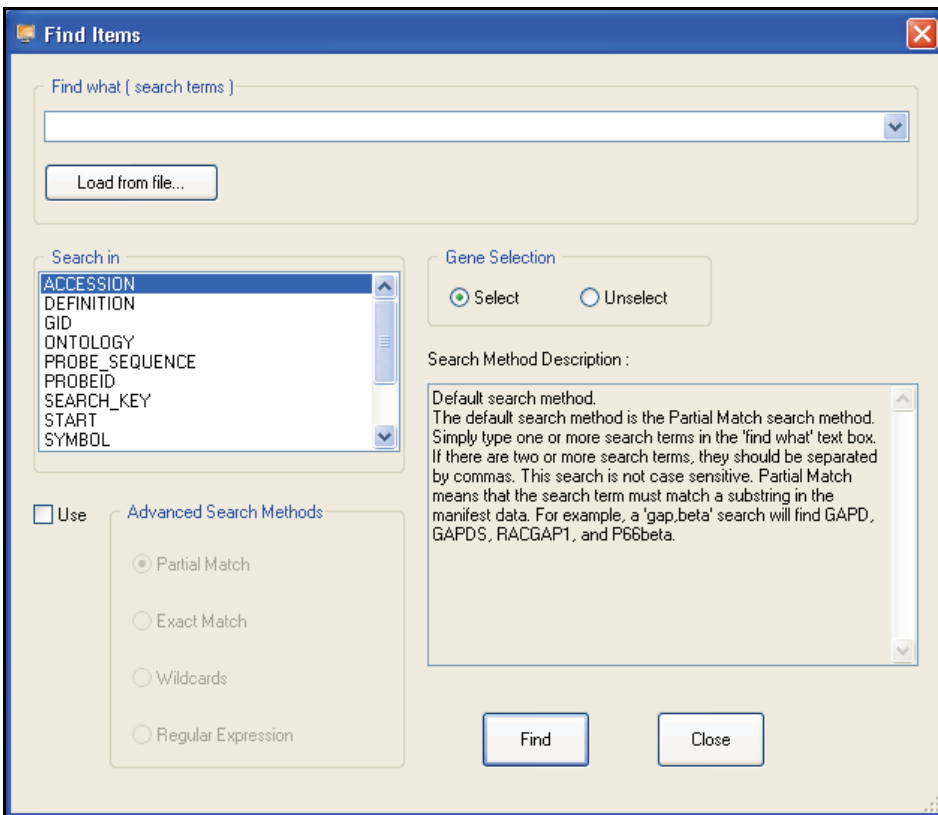 Find Items
Find what ( search terms )
Load from file...
Search in
ACCESSION
DEFINITION
GID
ONTOLOGY
PROBE_SEQUENCE
PROBEID
SEARCH_KEY
START
SYMBOL
Gene Selection
Select
Unselect
Search Method Description :
Default search method.
The default search method is the Partial Match search method.
Simply type one or more search terms in the 'find what' text box.
If there are two or more search terms, they should be separated
by commas. This search is not case sensitive. Partial Match
means that the search term must match a substring in the
manifest data. For example, a 'gap,beta' search will find GAPD,
GAPDS, RACGAP1, and P66beta.
Use
Advanced Search Methods
Partial Match
Exact Match
Wildcards
Regular Expression
Find
Close